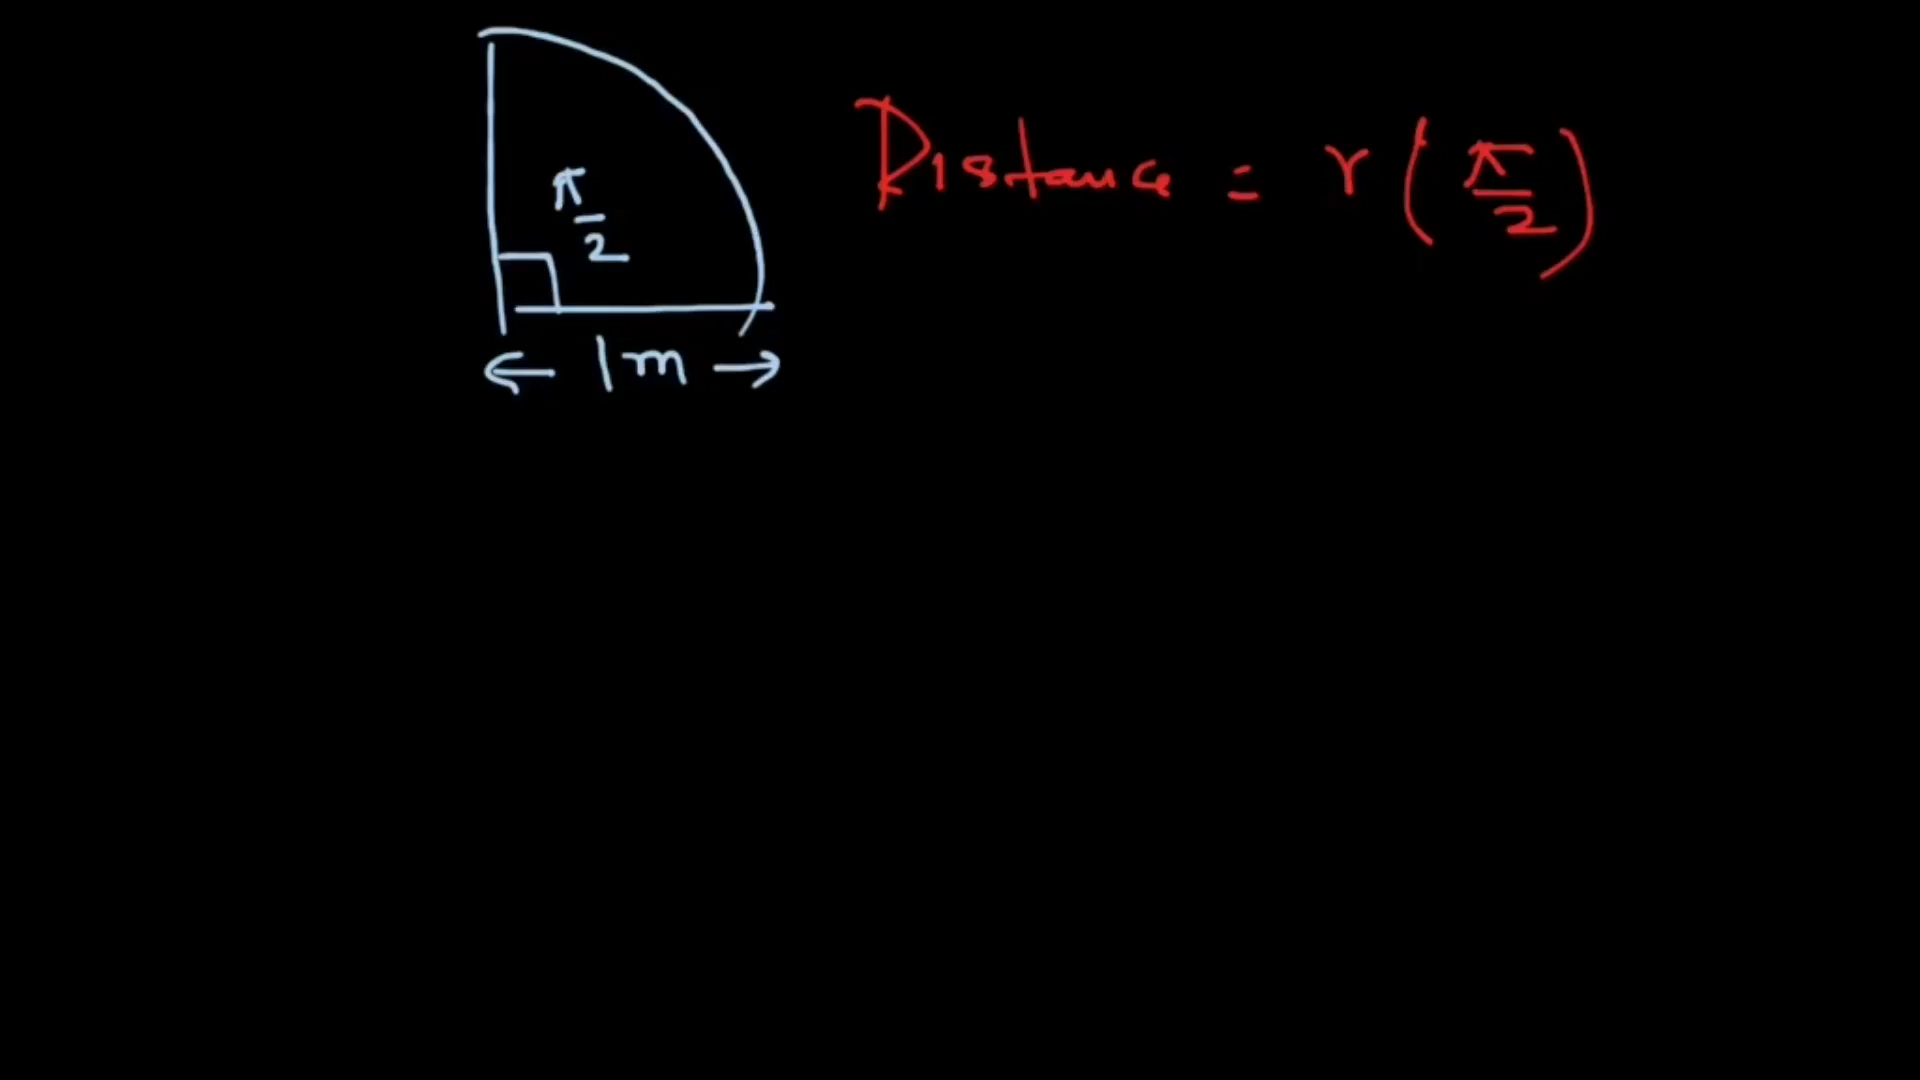 Distance = r(π/2)
π/2
← 1m →